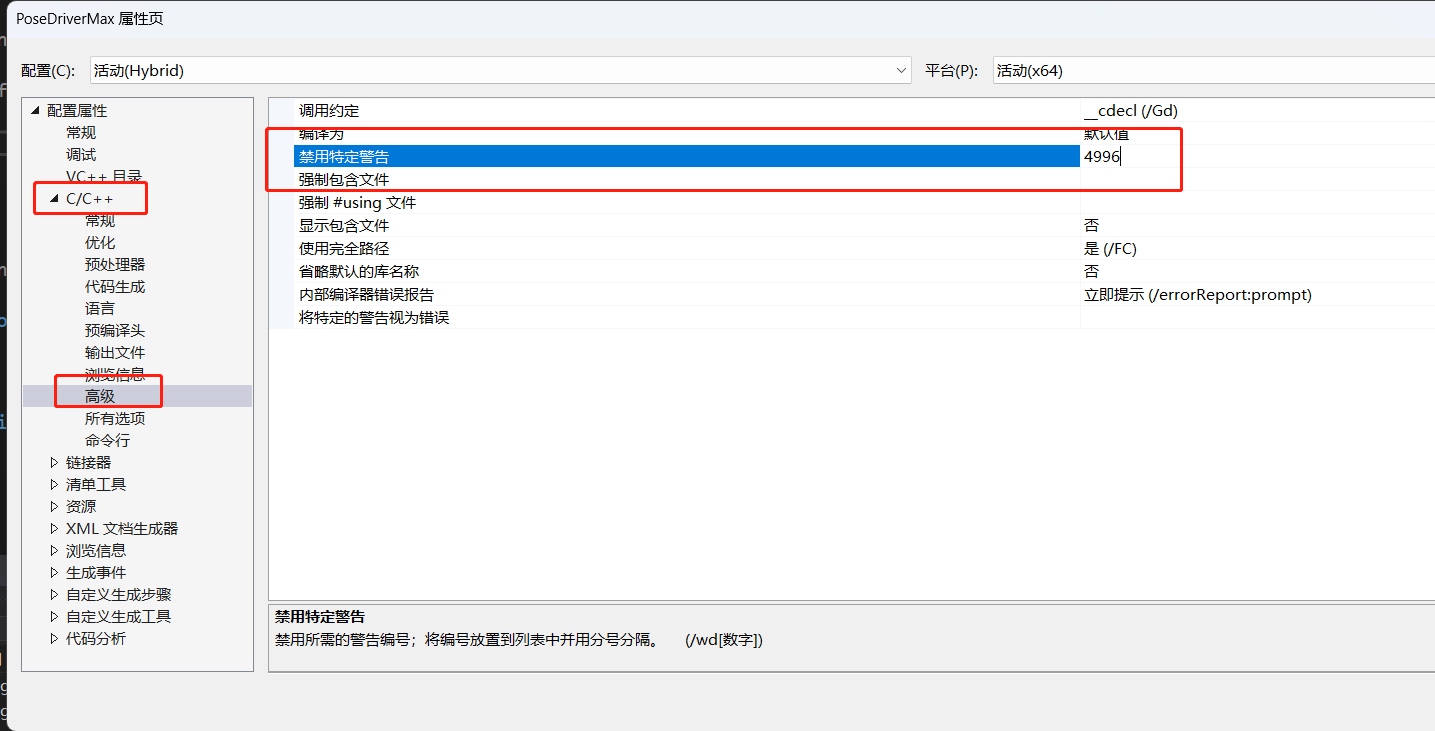 PoseDriverMax 属性页
配置(C): 活动(Hybrid) 平台(P): 活动(x64)
配置属性
常规
调试
VC++ 目录
C/C++
常规
优化
预处理器
代码生成
语言
预编译头
输出文件
浏览信息
高级
所有选项
命令行
链接器
清单工具
资源
XML 文档生成器
浏览信息
生成事件
自定义生成步骤
自定义生成工具
代码分析
调用约定 __cdecl (/Gd)
编译为 默认值
禁用特定警告 4996
强制包含文件
强制 #using 文件
显示包含文件 否
使用完全路径 是 (/FC)
省略默认的库名称 否
内部编译器错误报告 立即提示 (/errorReport:prompt)
将特定的警告视为错误
禁用特定警告
禁用所需的警告编号；将编号放置到列表中并用分号分隔。 (/wd[数字])